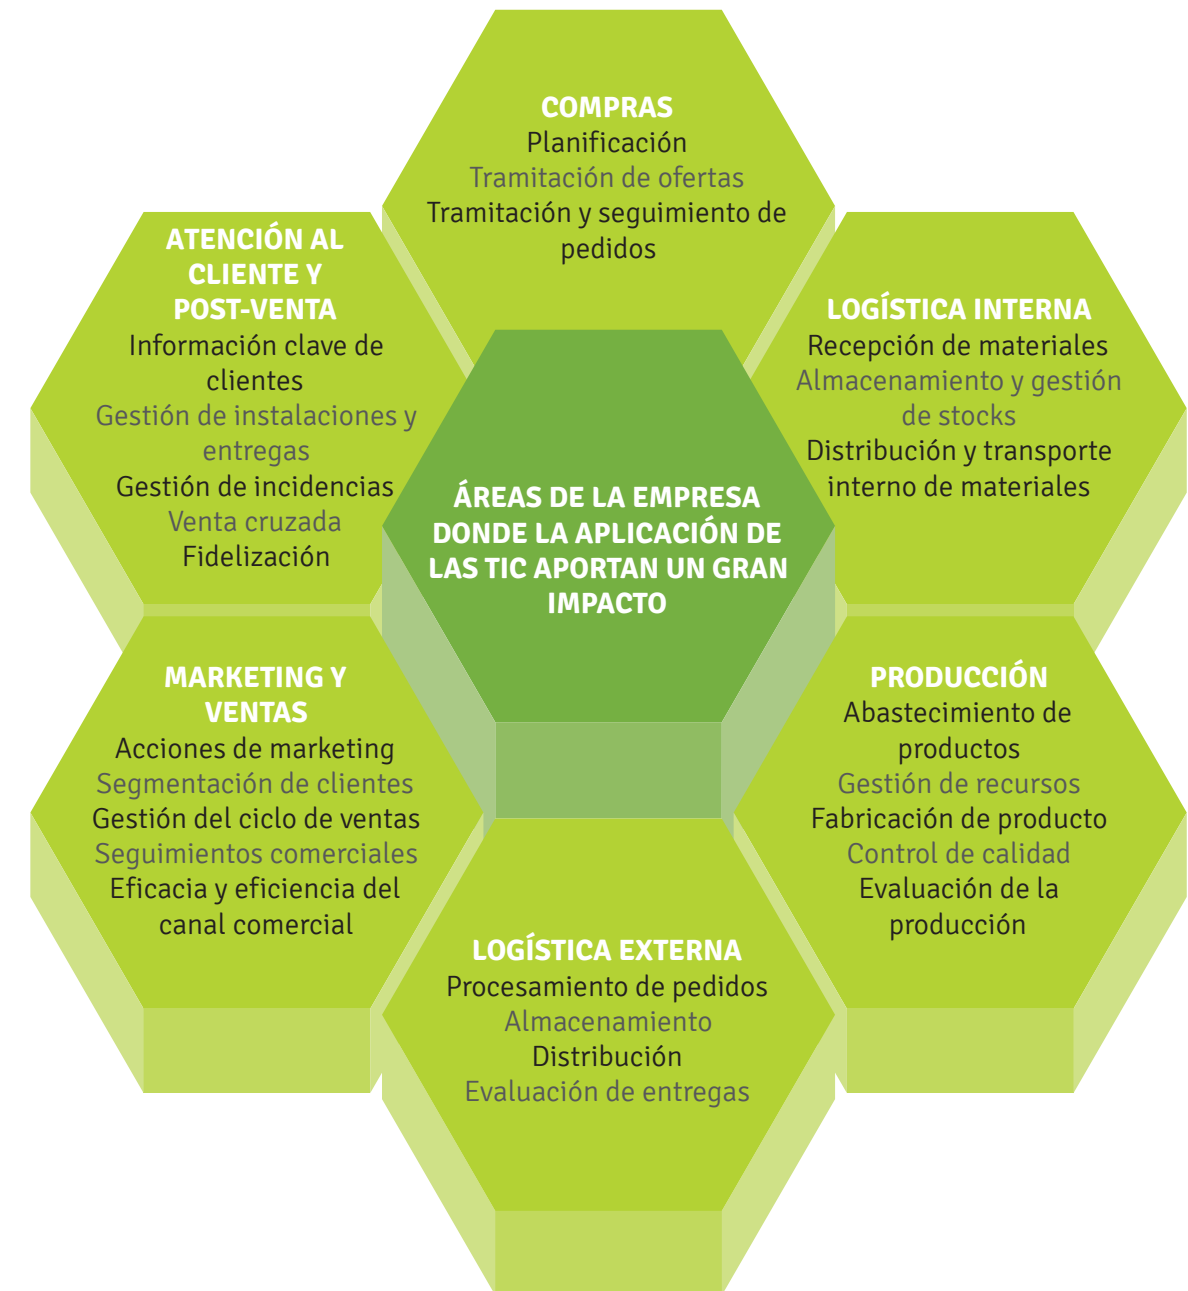 COMPRAS
Planificación
Tramitación de ofertas
Tramitación y seguimiento de
pedidos
ATENCIÓN AL
CLIENTE Y
POST-VENTA
Información clave de
clientes
Gestión de instalaciones y
entregas
Gestión de incidencias
Venta cruzada
Fidelización
LOGÍSTICA INTERNA
Recepción de materiales
Almacenamiento y gestión
de stocks
Distribución y transporte
interno de materiales
ÁREAS DE LA EMPRESA
DONDE LA APLICACIÓN DE
LAS TIC APORTAN UN GRAN
IMPACTO
MARKETING Y
VENTAS
Acciones de marketing
Segmentación de clientes
Gestión del ciclo de ventas
Seguimientos comerciales
Eficacia y eficiencia del
canal comercial
PRODUCCIÓN
Abastecimiento de
productos
Gestión de recursos
Fabricación de producto
Control de calidad
Evaluación de la
producción
LOGÍSTICA EXTERNA
Procesamiento de pedidos
Almacenamiento
Distribución
Evaluación de entregas